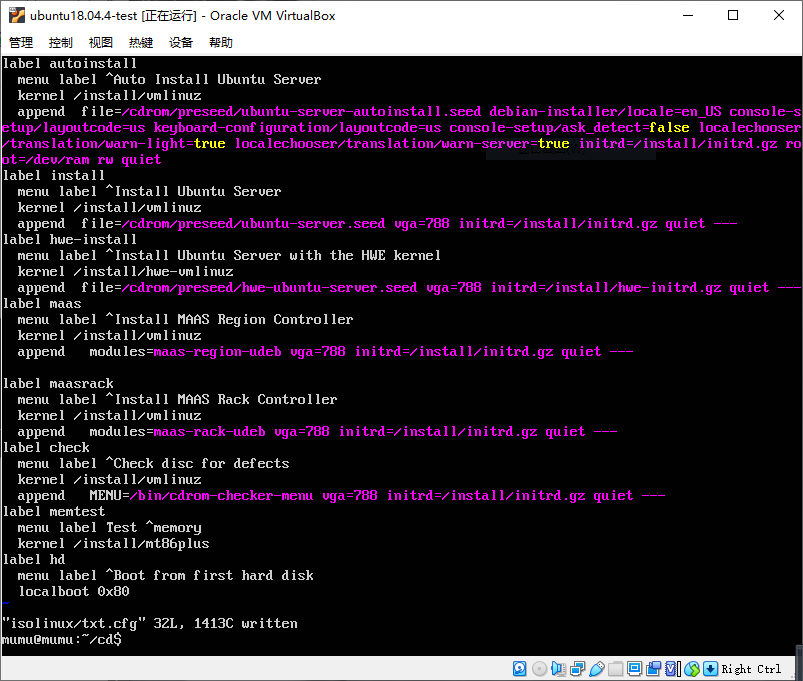 ubuntu18.04.4-test [正在运行] - Oracle VM VirtualBox
管理 控制 视图 热键 设备 帮助
label autoinstall
  menu label ^Auto Install Ubuntu Server
  kernel /install/vmlinuz
  append  file=/cdrom/preseed/ubuntu-server-autoinstall.seed debian-installer/locale=en_US console-s
etup/layoutcode=us keyboard-configuration/layoutcode=us console-setup/ask_detect=false localechooser
/translation/warn-light=true localechooser/translation/warn-server=true initrd=/install/initrd.gz ro
ot=/dev/ram rw quiet
label install
  menu label ^Install Ubuntu Server
  kernel /install/vmlinuz
  append  file=/cdrom/preseed/ubuntu-server.seed vga=788 initrd=/install/initrd.gz quiet ---
label hwe-install
  menu label ^Install Ubuntu Server with the HWE kernel
  kernel /install/hwe-vmlinuz
  append  file=/cdrom/preseed/hwe-ubuntu-server.seed vga=788 initrd=/install/hwe-initrd.gz quiet ---
label maas
  menu label ^Install MAAS Region Controller
  kernel /install/vmlinuz
  append   modules=maas-region-udeb vga=788 initrd=/install/initrd.gz quiet ---
label maasrack
  menu label ^Install MAAS Rack Controller
  kernel /install/vmlinuz
  append   modules=maas-rack-udeb vga=788 initrd=/install/initrd.gz quiet ---
label check
  menu label ^Check disc for defects
  kernel /install/vmlinuz
  append   MENU=/bin/cdrom-checker-menu vga=788 initrd=/install/initrd.gz quiet ---
label memtest
  menu label Test ^memory
  kernel /install/mt86plus
label hd
  menu label ^Boot from first hard disk
  localboot 0x80
~
"isolinux/txt.cfg" 32L, 1413C written
mumu@mumu:~/cd$
Right Ctrl